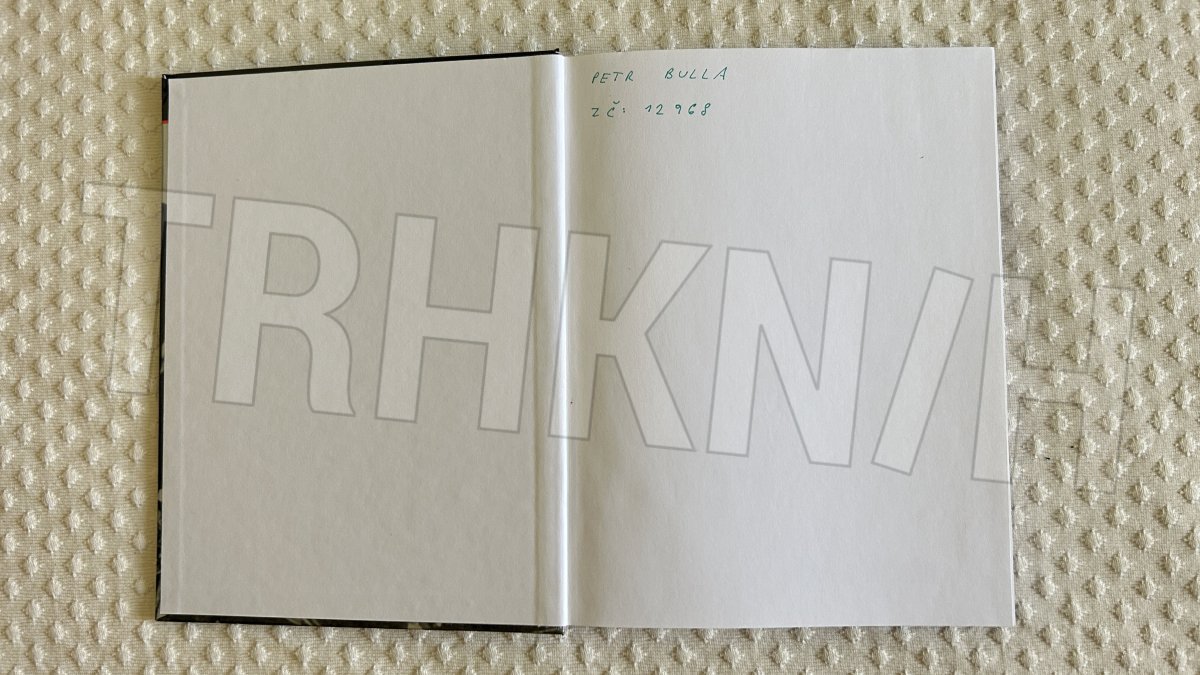 PETR BULLA
ZČ: 12968
TRHKNIH